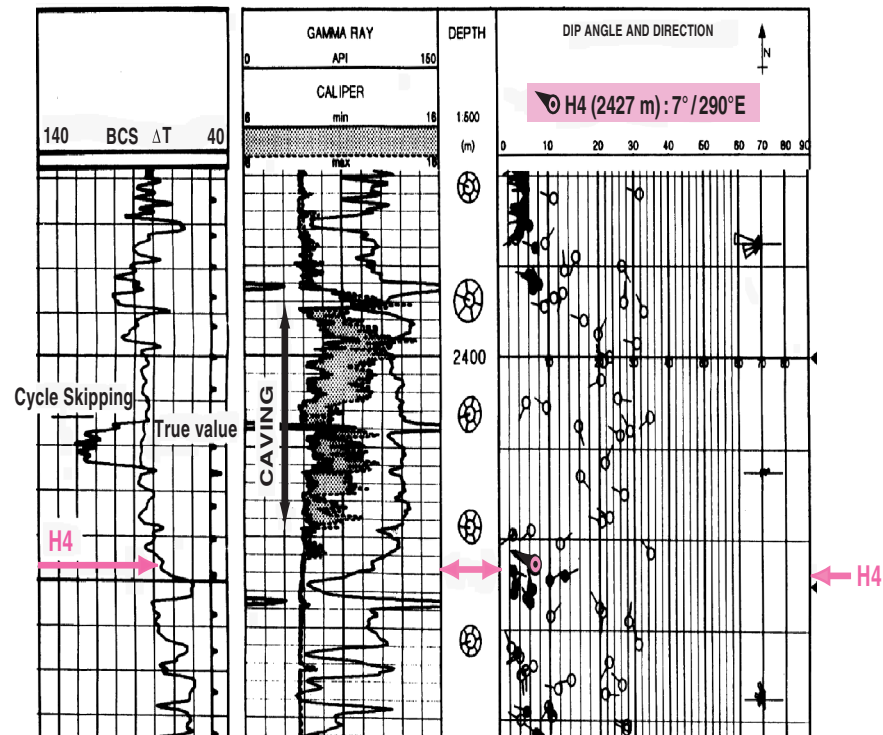 GAMMA RAY
0 API 150
CALIPER
6 min 16
6 max 16
DEPTH
1:500
(m)
DIP ANGLE AND DIRECTION
N
H4 (2427 m) : 7°/ 290°E
140 BCS ΔT 40
0 10 20 30 40 50 60 70 80 90
2400
10 20 30 40 50 60 70 80
Cycle Skipping
True value
CAVING
H4
H4